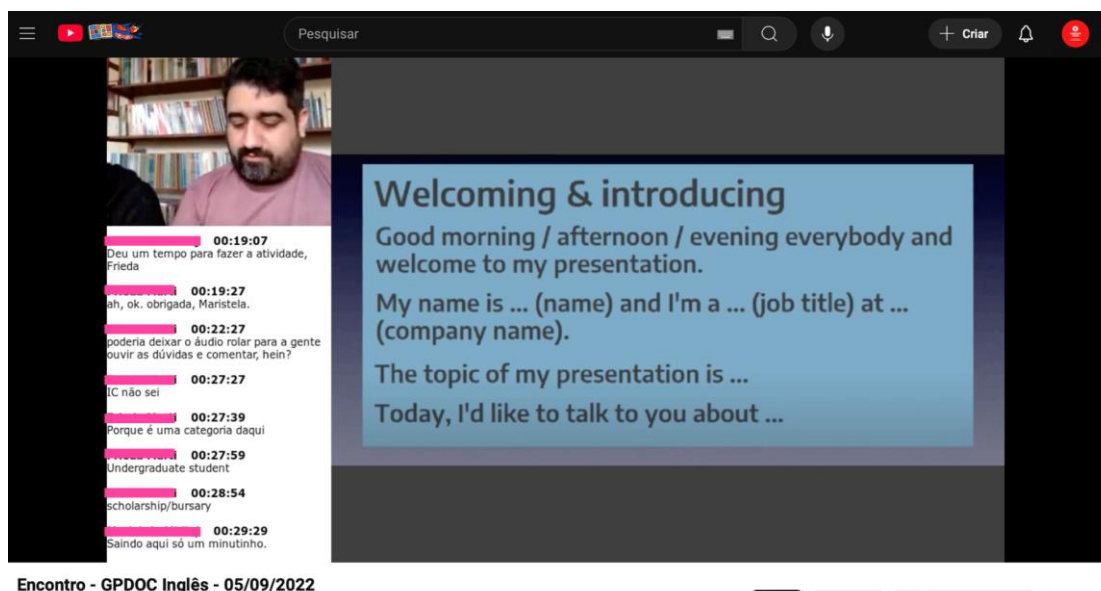 Pesquisar
Criar
Welcoming & introducing
Good morning / afternoon / evening everybody and
welcome to my presentation.
My name is ... (name) and I'm a ... (job title) at ...
(company name).
The topic of my presentation is ...
Today, I'd like to talk to you about ...
00:19:07
Deu um tempo para fazer a atividade,
Frieda
00:19:27
ah, ok. obrigada, Maristela.
00:22:27
poderia deixar o áudio rolar para a gente
ouvir as dúvidas e comentar, hein?
00:27:27
IC não sei
00:27:39
Porque é uma categoria daqui
00:27:59
Undergraduate student
00:28:54
scholarship/bursary
00:29:29
Saindo aqui só um minutinho.
Encontro - GPDOC Inglês - 05/09/2022